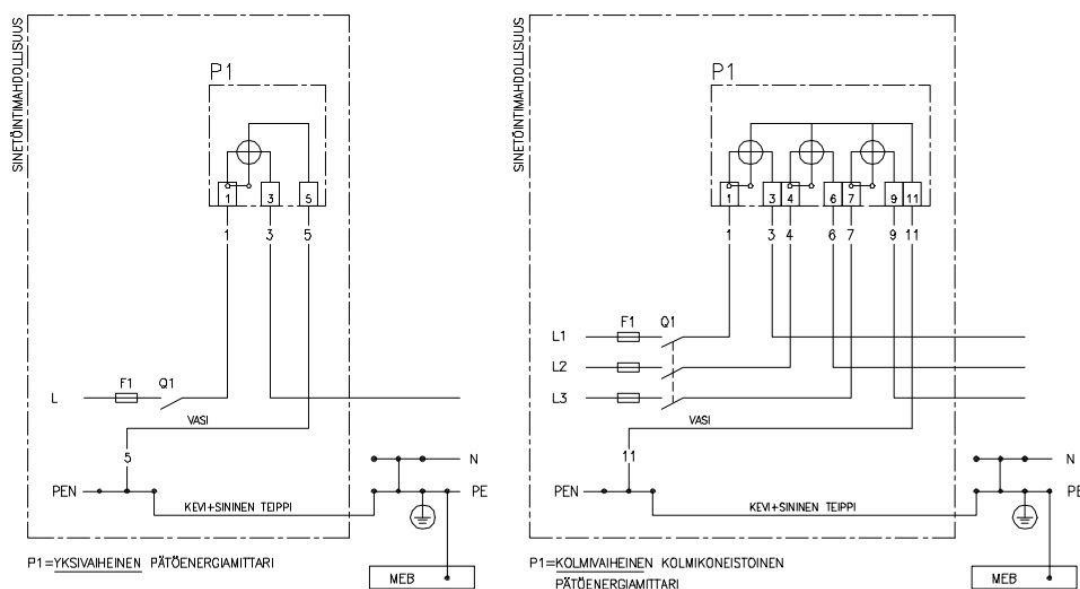 SINETÖINTIMAHDOLLISUUS
P1
1 3 5
1 3 5
L F1 Q1
VASI
5
N
PEN PE
KEVI+SININEN TEIPPI
P1=YKSIVAIHEINEN PÄTÖENERGIAMITTARI
MEB
SINETÖINTIMAHDOLLISUUS
P1
1 3 4 6 7 9 11
1 3 4 6 7 9 11
L1 F1 Q1
L2
L3
VASI
11
N
PEN PE
KEVI+SININEN TEIPPI
P1=KOLMIVAIHEINEN KOLMIKONEISTOINEN
PÄTÖENERGIAMITTARI
MEB